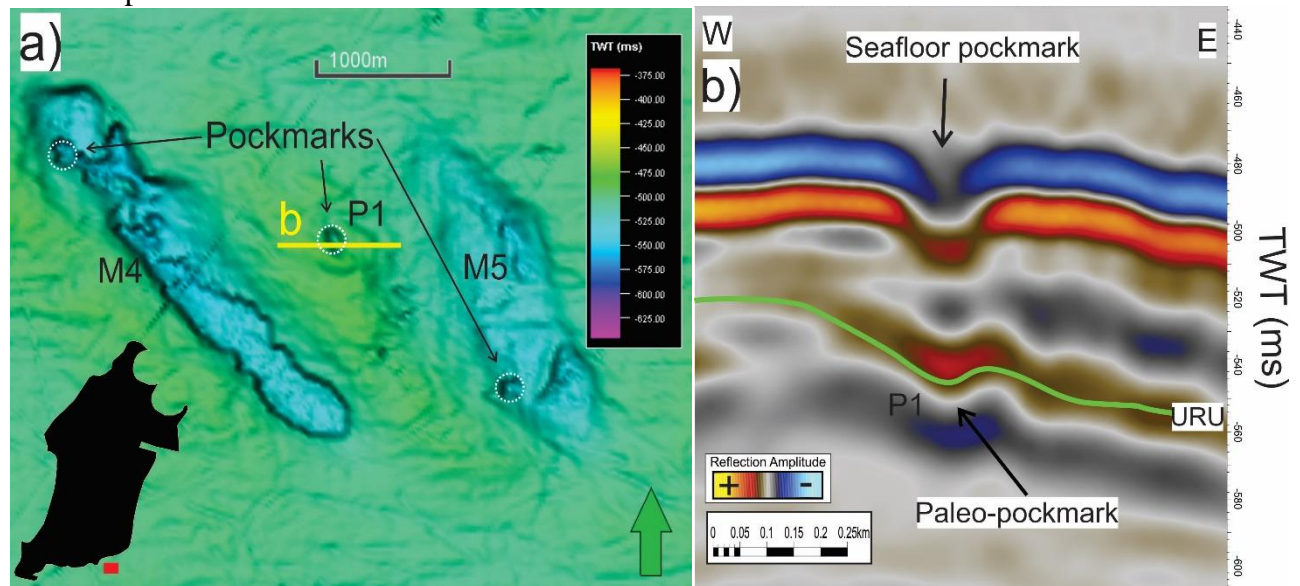 a)
1000m
TWT (ms)
-375.00
-400.00
-425.00
-450.00
-475.00
-500.00
-525.00
-550.00
-575.00
-600.00
-625.00
Pockmarks
b
P1
M4
M5
W
E
b)
Seafloor pockmark
440
460
480
500
520
540
560
580
600
TWT (ms)
P1
URU
Reflection Amplitude
+
-
Paleo-pockmark
0 0.05 0.1 0.15 0.2 0.25km